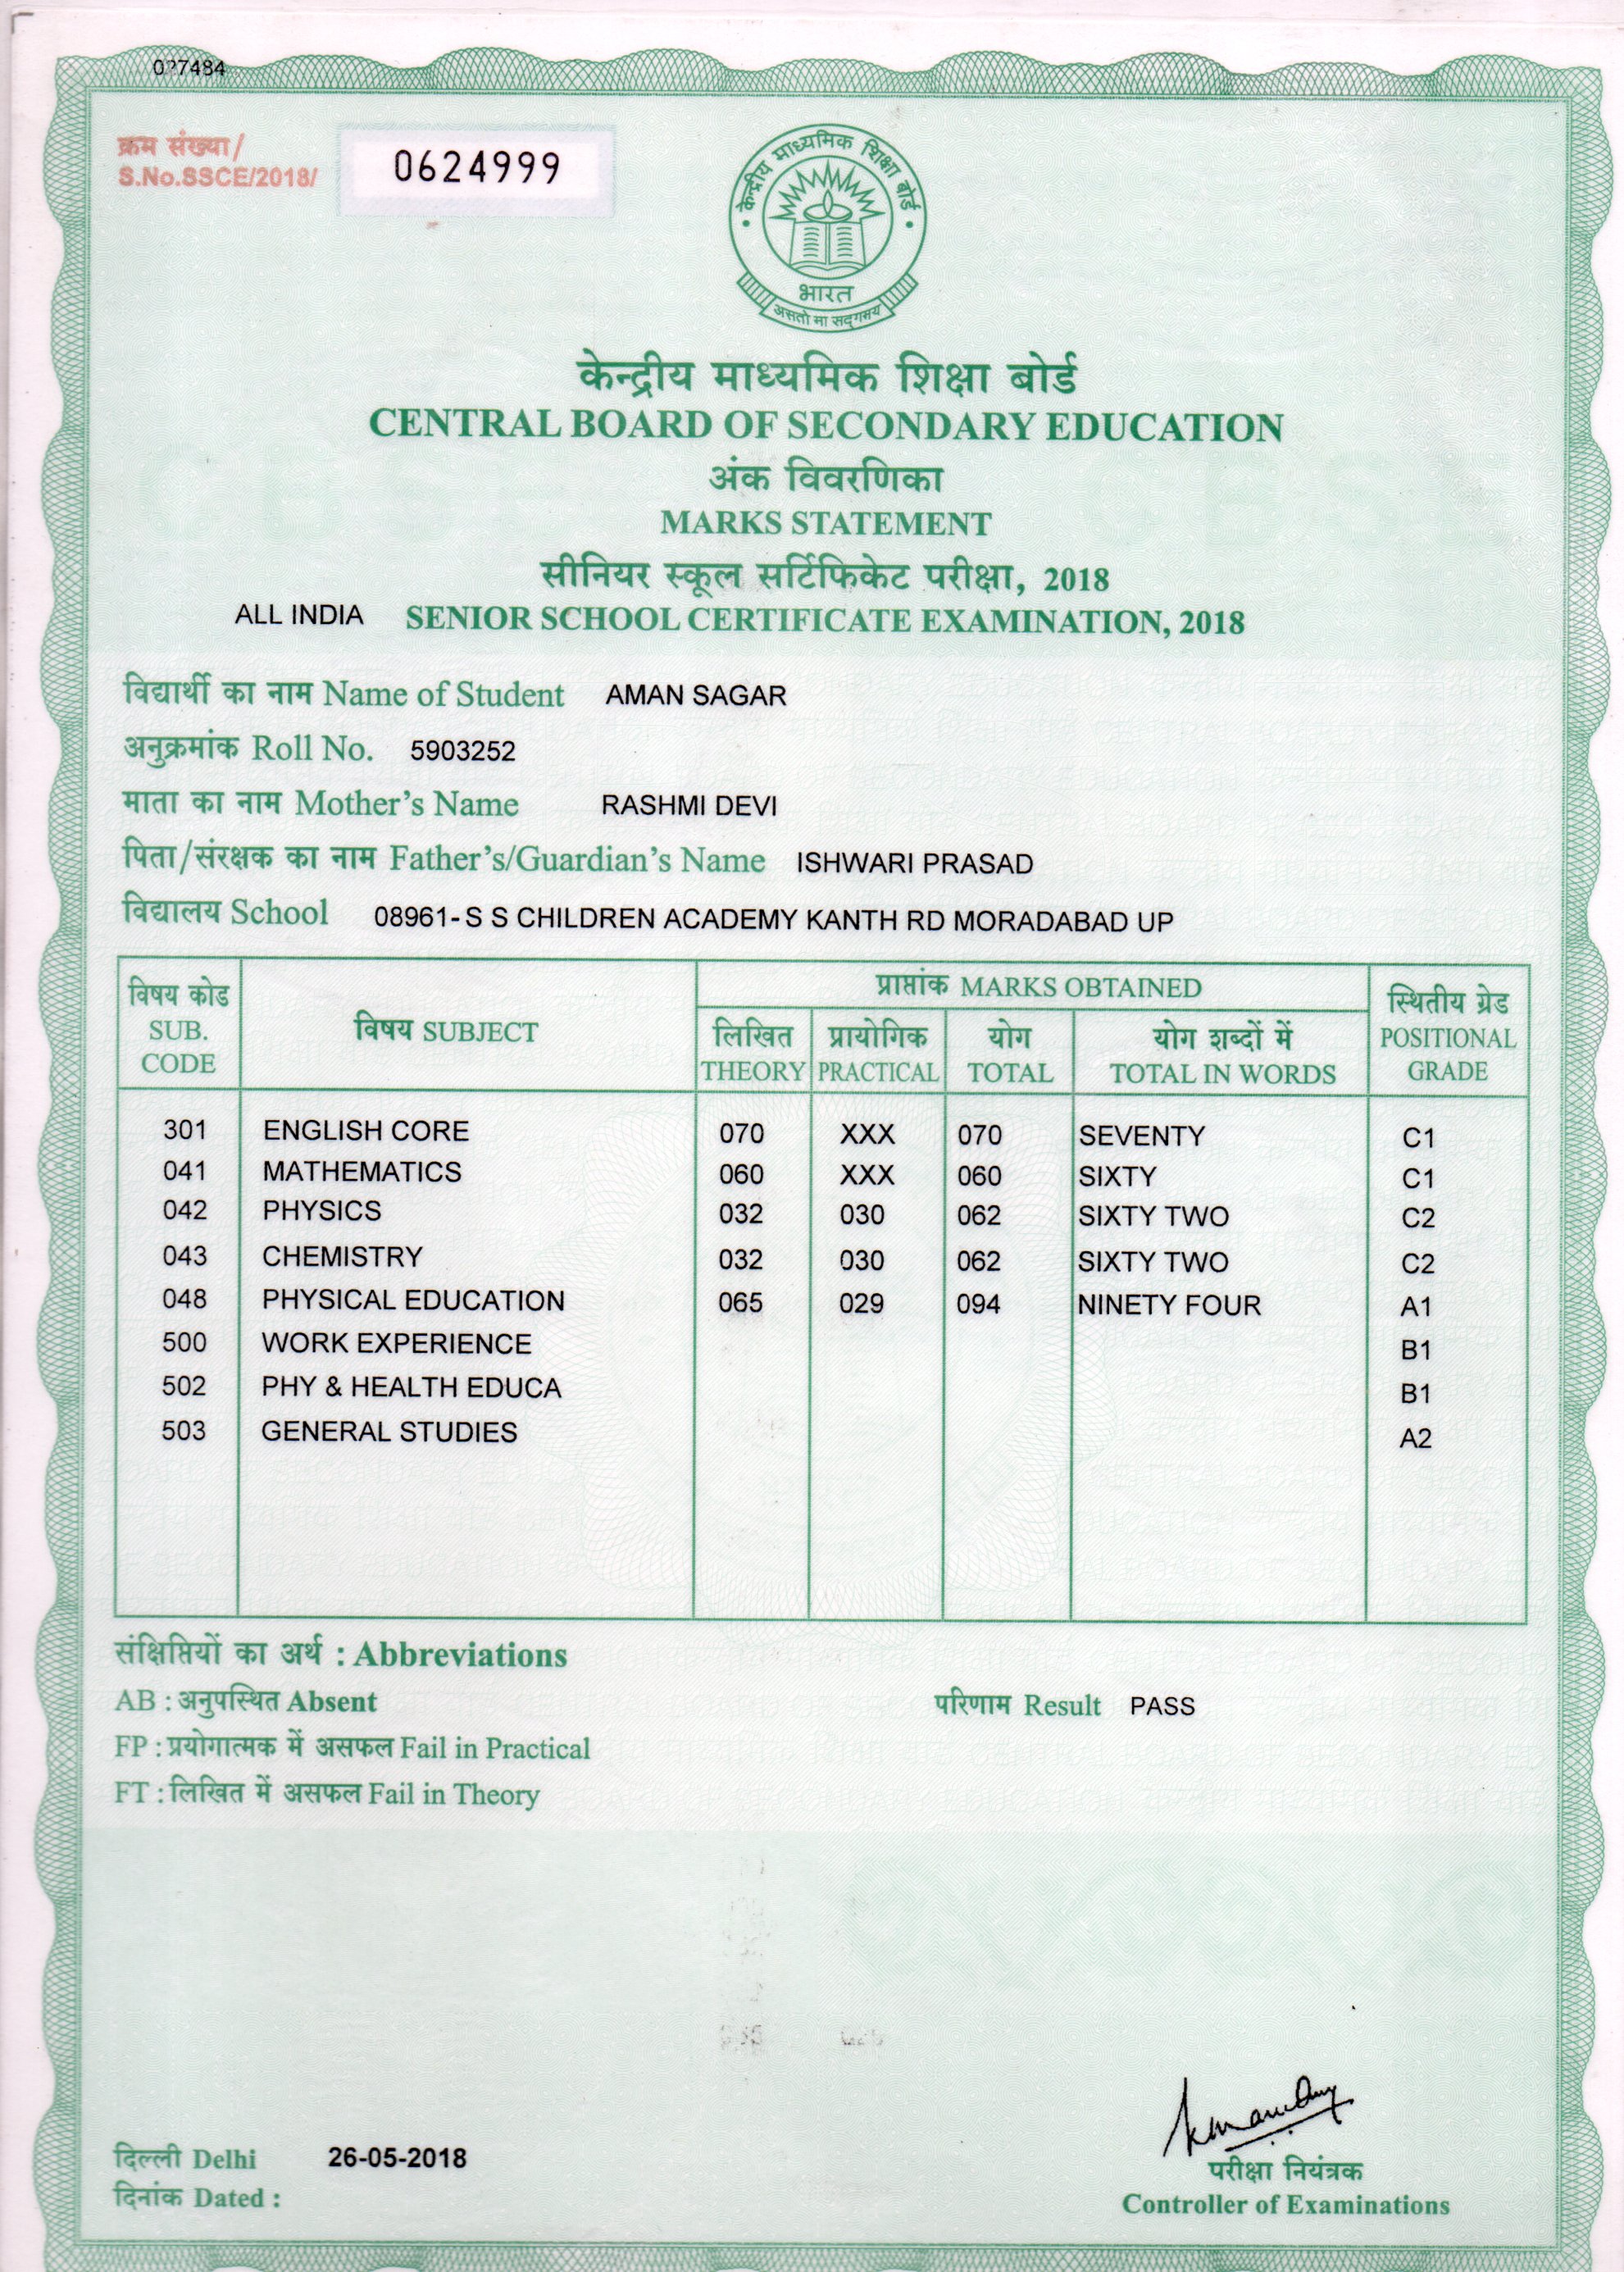 027484
क्रम संख्या/
S.No.SSCE/2018/ 0624999
केन्द्रीय माध्यमिक शिक्षा बोर्ड
भारत
असतो मा सद्गमय
केन्द्रीय माध्यमिक शिक्षा बोर्ड
CENTRAL BOARD OF SECONDARY EDUCATION
अंक विवरणिका
MARKS STATEMENT
सीनियर स्कूल सर्टिफिकेट परीक्षा, 2018
ALL INDIA SENIOR SCHOOL CERTIFICATE EXAMINATION, 2018
विद्यार्थी का नाम Name of Student AMAN SAGAR
अनुक्रमांक Roll No. 5903252
माता का नाम Mother's Name RASHMI DEVI
पिता/संरक्षक का नाम Father's/Guardian's Name ISHWARI PRASAD
विद्यालय School 08961-S S CHILDREN ACADEMY KANTH RD MORADABAD UP
विषय कोड SUB. CODE विषय SUBJECT प्राप्तांक MARKS OBTAINED स्थितीय ग्रेड POSITIONAL GRADE
लिखित THEORY प्रायोगिक PRACTICAL योग TOTAL योग शब्दों में TOTAL IN WORDS
301 ENGLISH CORE 070 XXX 070 SEVENTY C1
041 MATHEMATICS 060 XXX 060 SIXTY C1
042 PHYSICS 032 030 062 SIXTY TWO C2
043 CHEMISTRY 032 030 062 SIXTY TWO C2
048 PHYSICAL EDUCATION 065 029 094 NINETY FOUR A1
500 WORK EXPERIENCE B1
502 PHY & HEALTH EDUCA B1
503 GENERAL STUDIES A2
संक्षिप्तियों का अर्थ : Abbreviations
AB : अनुपस्थित Absent परिणाम Result PASS
FP : प्रयोगात्मक में असफल Fail in Practical
FT : लिखित में असफल Fail in Theory
दिल्ली Delhi 26-05-2018
परीक्षा नियंत्रक
दिनांक Dated :
Controller of Examinations